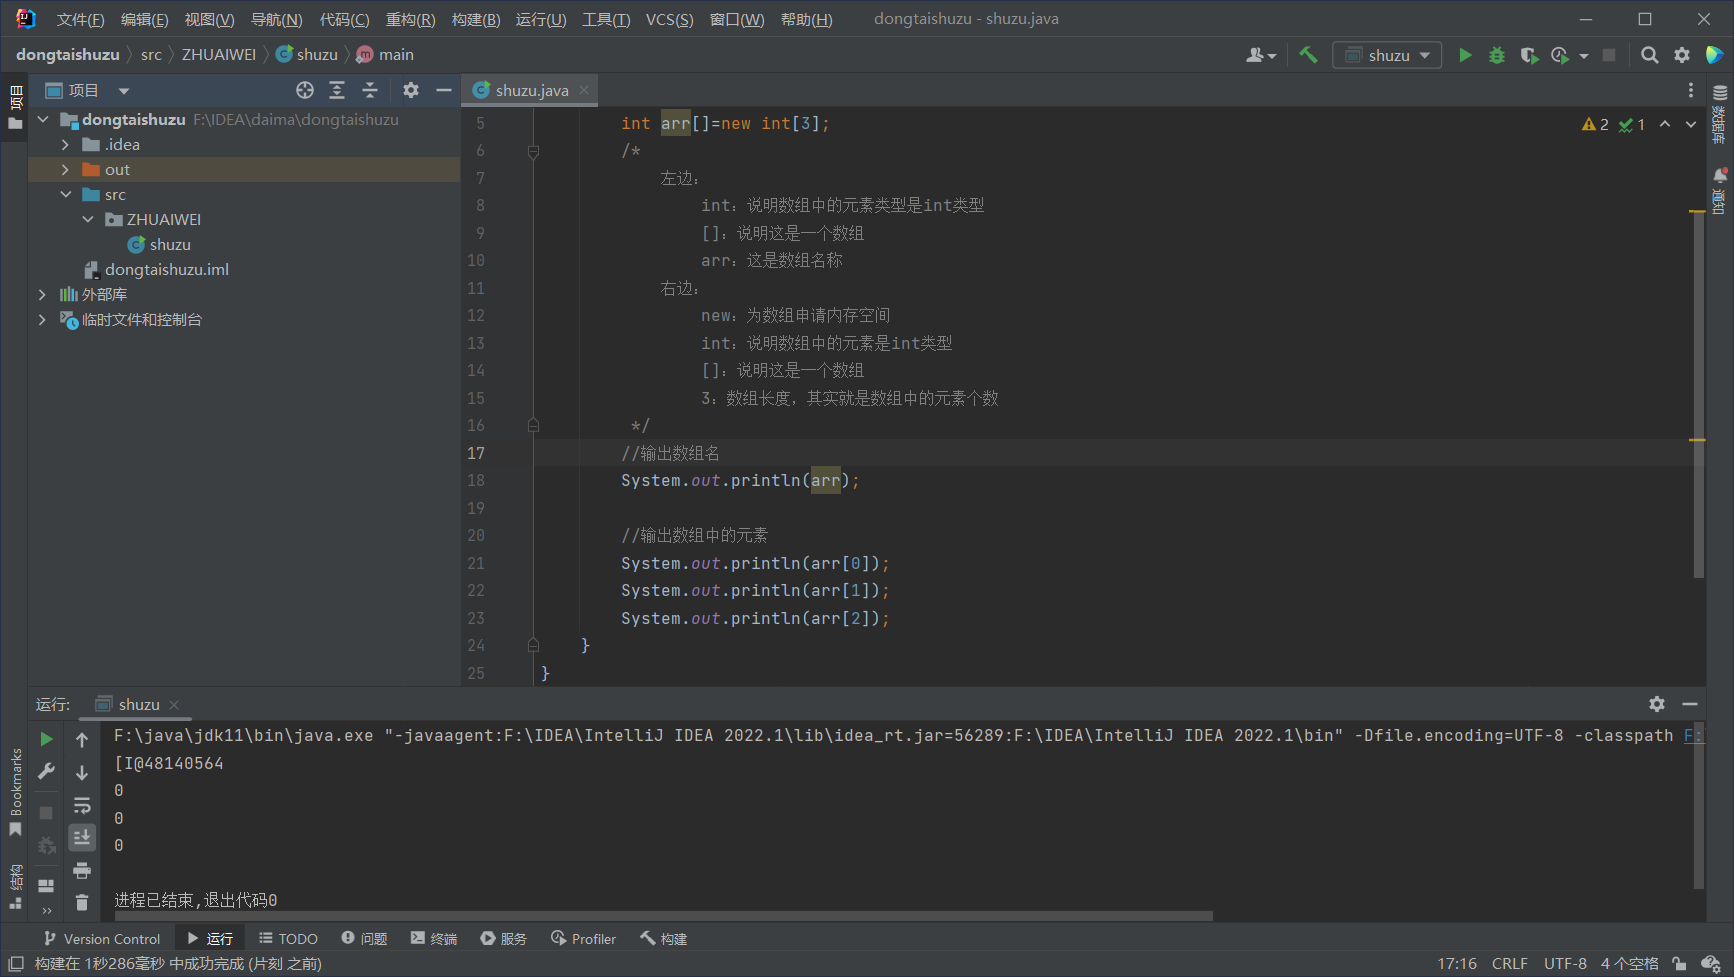 文件(F) 编辑(E) 视图(V) 导航(N) 代码(C) 重构(R) 构建(B) 运行(U) 工具(T) VCS(S) 窗口(W) 帮助(H) dongtaishuzu - shuzu.java
dongtaishuzu src ZHUAIWEI shuzu main shuzu
项目 shuzu.java
项目
dongtaishuzu F:\IDEA\daima\dongtaishuzu
.idea
out
src
ZHUAIWEI
shuzu
dongtaishuzu.iml
外部库
临时文件和控制台
5 int arr[]=new int[3];
2 1
6 /*
7 左边：
8 int：说明数组中的元素类型是int类型
9 []：说明这是一个数组
10 arr：这是数组名称
11 右边：
12 new：为数组申请内存空间
13 int：说明数组中的元素是int类型
14 []：说明这是一个数组
15 3：数组长度，其实就是数组中的元素个数
16 */
17 //输出数组名
18 System.out.println(arr);
19
20 //输出数组中的元素
21 System.out.println(arr[0]);
22 System.out.println(arr[1]);
23 System.out.println(arr[2]);
24 }
25 }
数据库
通知
运行: shuzu
F:\java\jdk11\bin\java.exe "-javaagent:F:\IDEA\IntelliJ IDEA 2022.1\lib\idea_rt.jar=56289:F:\IDEA\IntelliJ IDEA 2022.1\bin" -Dfile.encoding=UTF-8 -classpath F:
[I@48140564
0
0
0
进程已结束,退出代码0
Bookmarks
结构
Version Control 运行 TODO 问题 终端 服务 Profiler 构建
构建在 1秒286毫秒 中成功完成 (片刻 之前) 17:16 CRLF UTF-8 4 个空格